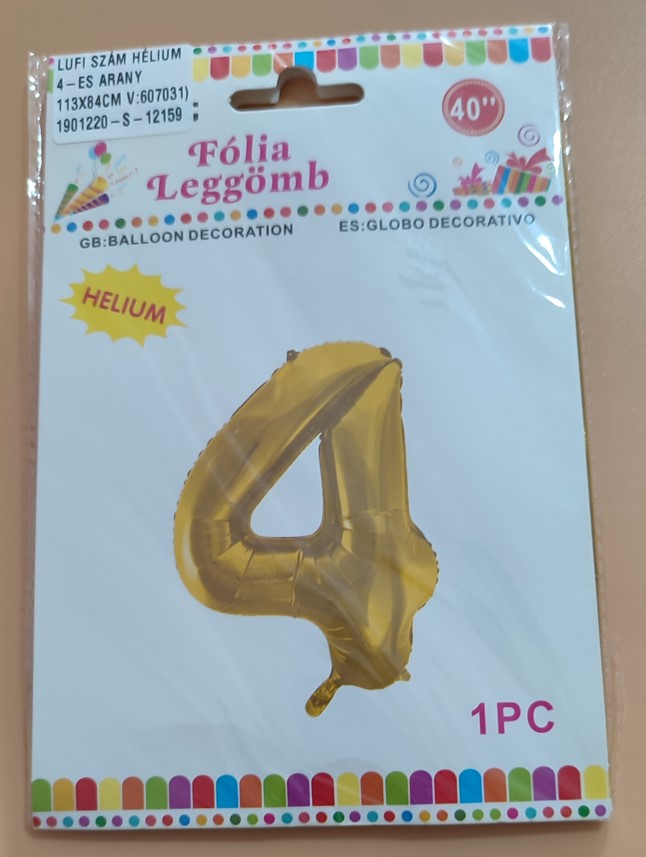 LUFI SZÁM HÉLIUM
4-ES ARANY
113X84CM V:607031)
1901220-S-12159
40''
Fólia
Leggömb
GB:BALLOON DECORATION
ES:GLOBO DECORATIVO
HELIUM
1PC